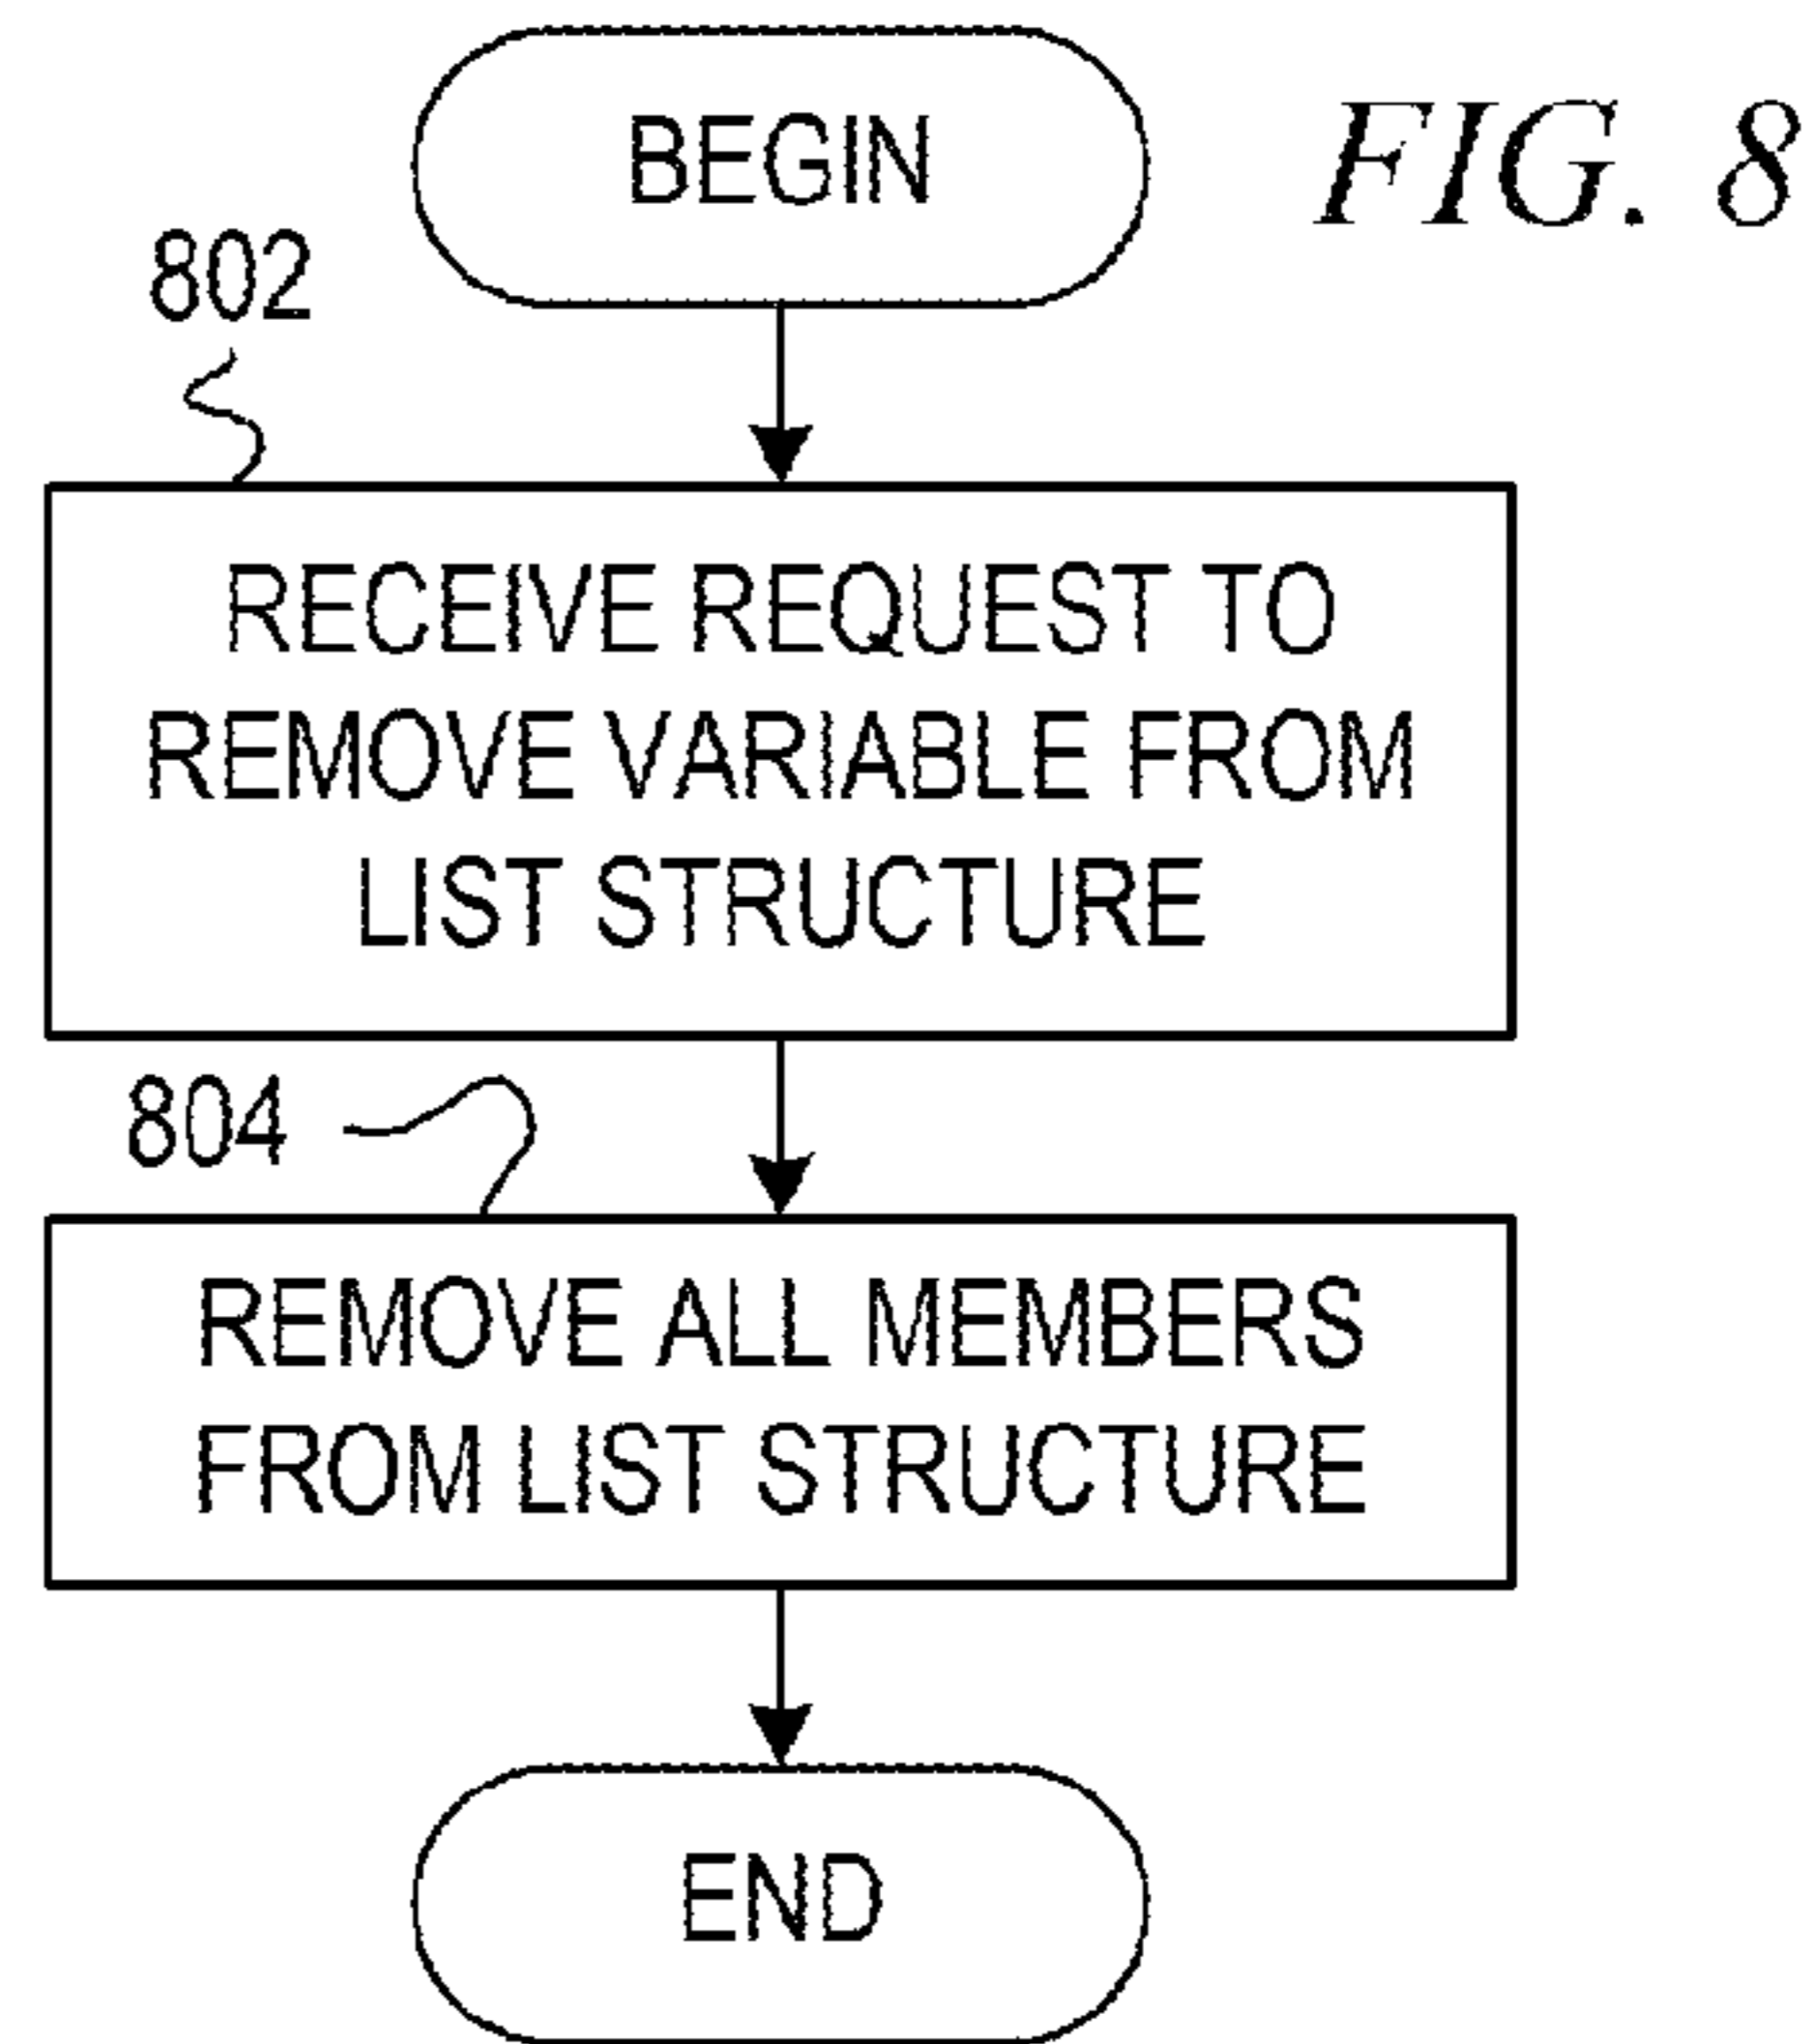 BEGIN
FIG. 8
802
RECEIVE REQUEST TO
REMOVE VARIABLE FROM
LIST STRUCTURE
804
REMOVE ALL MEMBERS
FROM LIST STRUCTURE
END